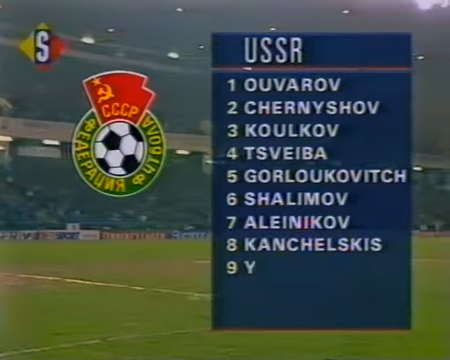 S
USSR
1 OUVAROV
2 CHERNYSHOV
3 KOULKOV
4 TSVEIBA
5 GORLOUKOVITCH
6 SHALIMOV
7 ALEINIKOV
8 KANCHELSKIS
9 Y
СССР
ФЕДЕРАЦИЯ ФУТБОЛА